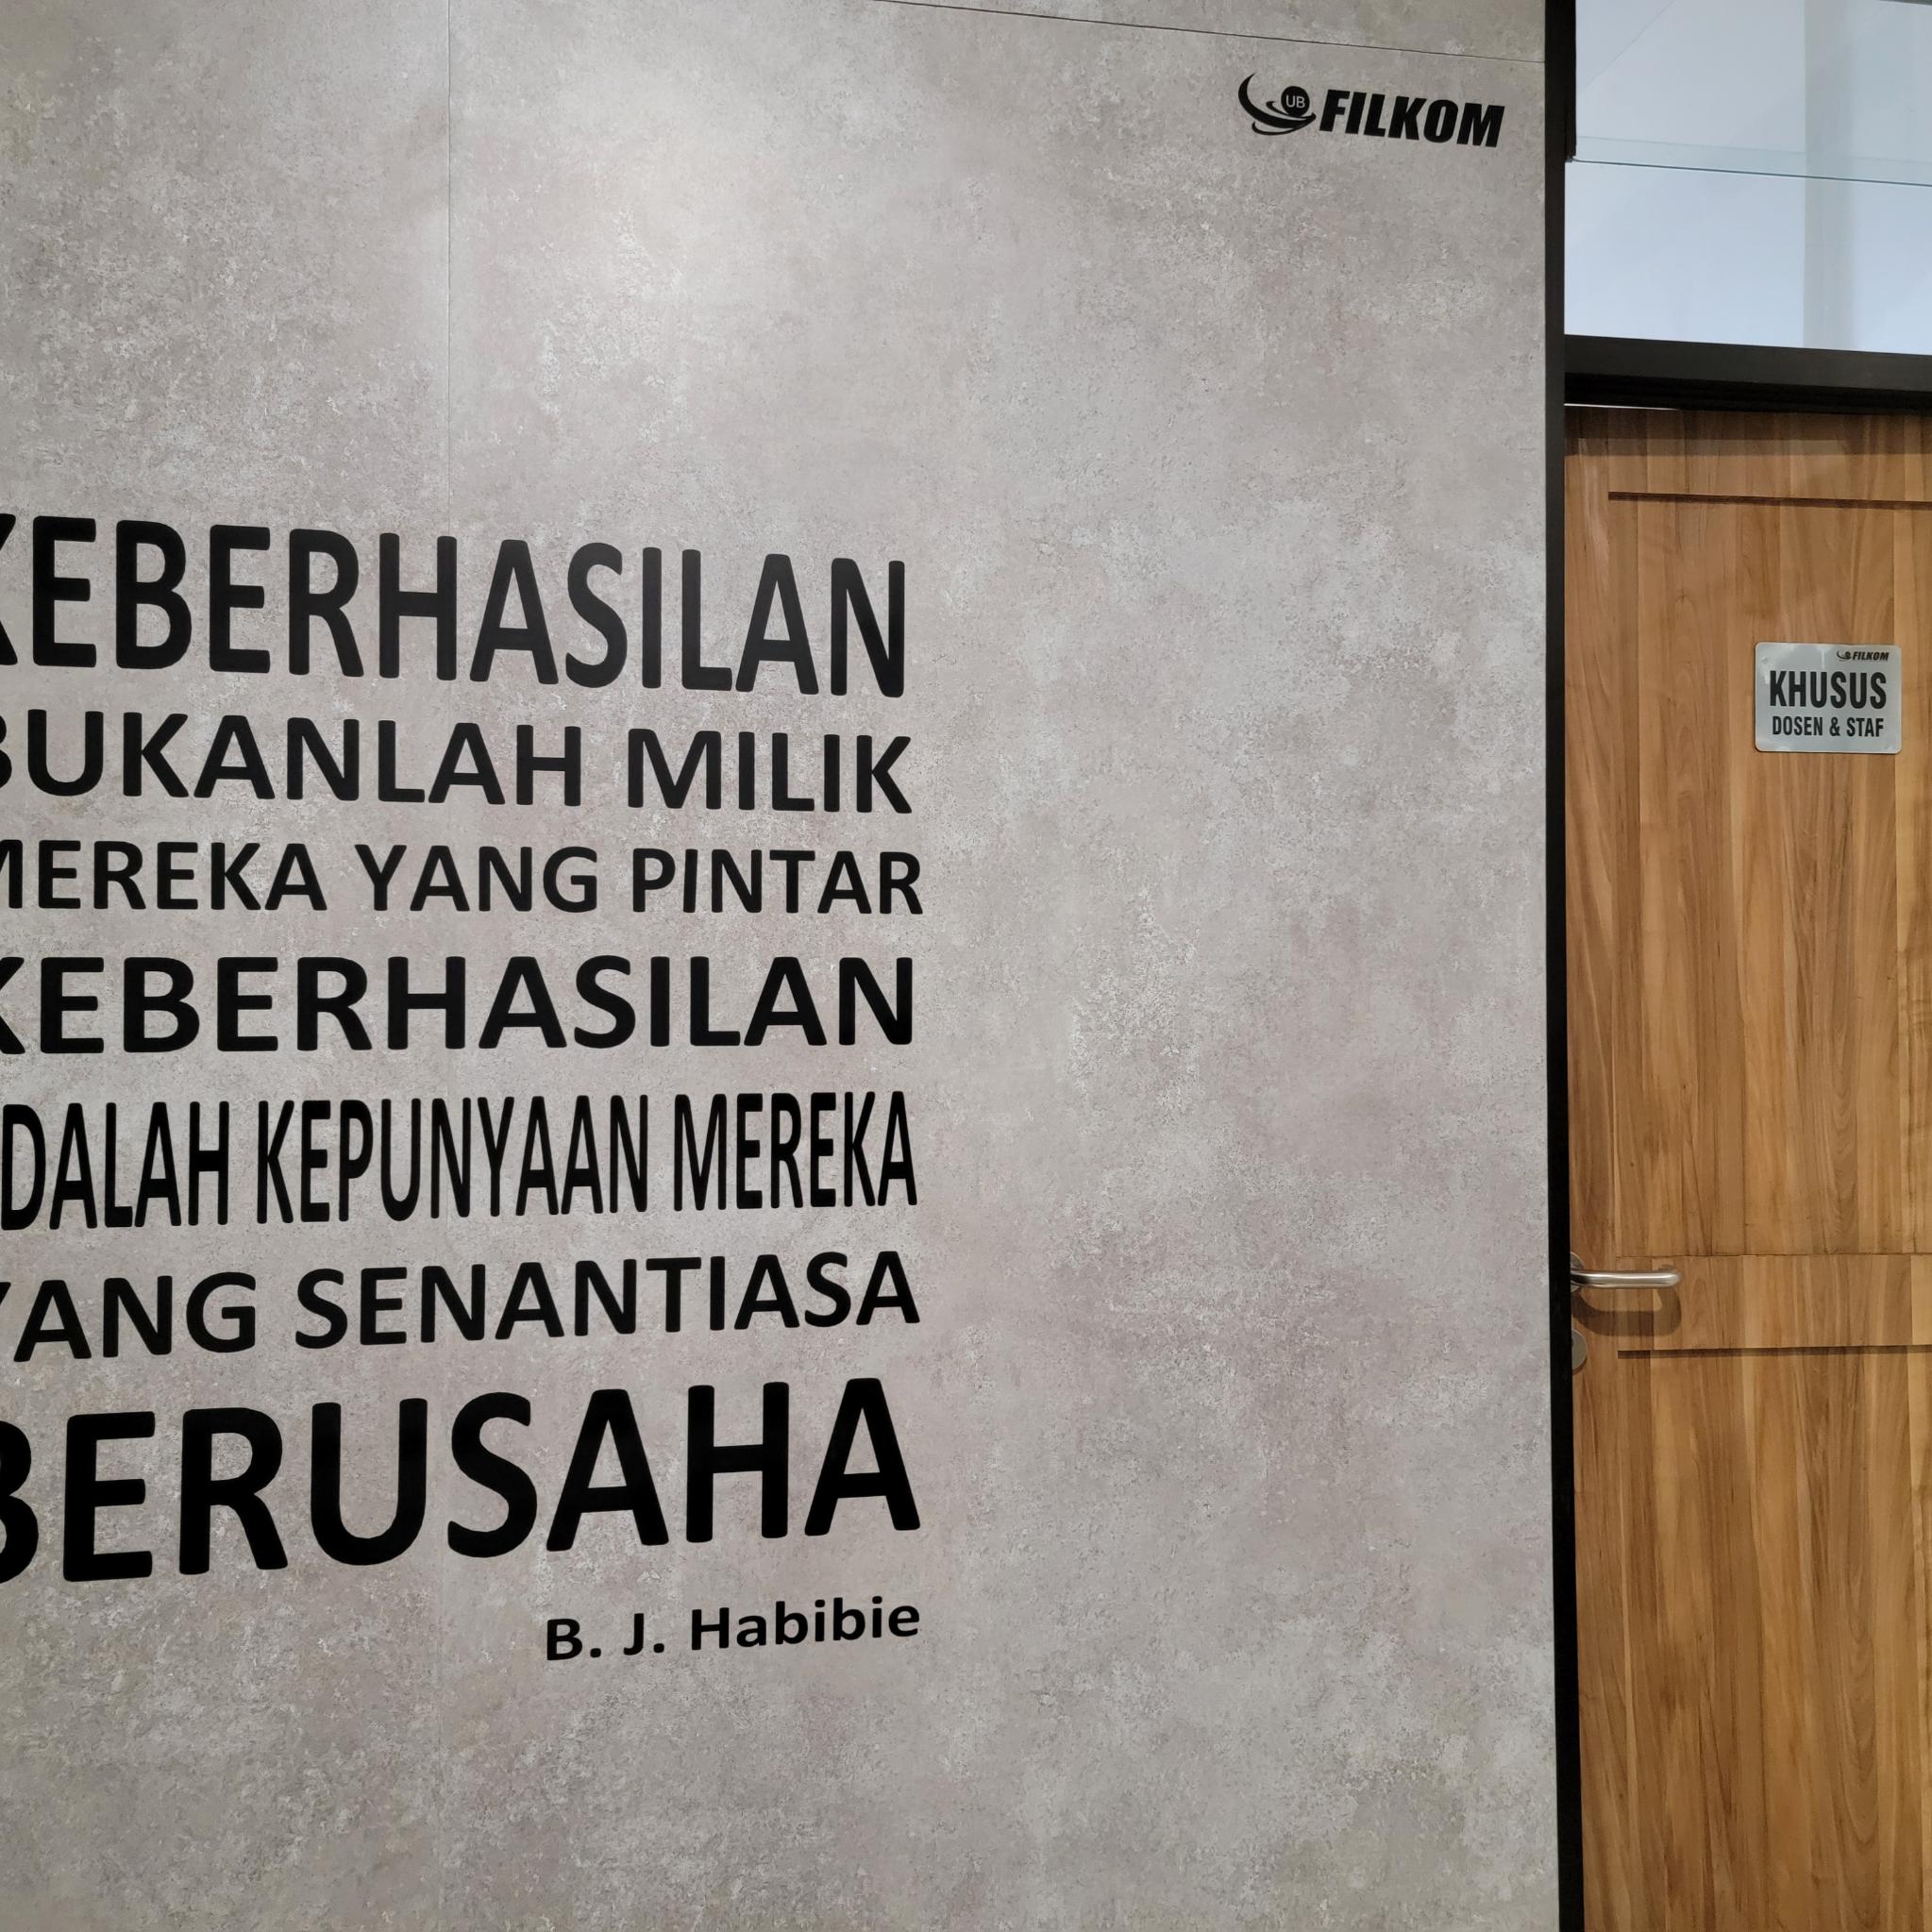 UB FILKOM
KEBERHASILAN
BUKANLAH MILIK
MEREKA YANG PINTAR
KEBERHASILAN
DALAH KEPUNYAAN MEREKA
YANG SENANTIASA
BERUSAHA
B. J. Habibie
FILKOM
KHUSUS
DOSEN & STAF